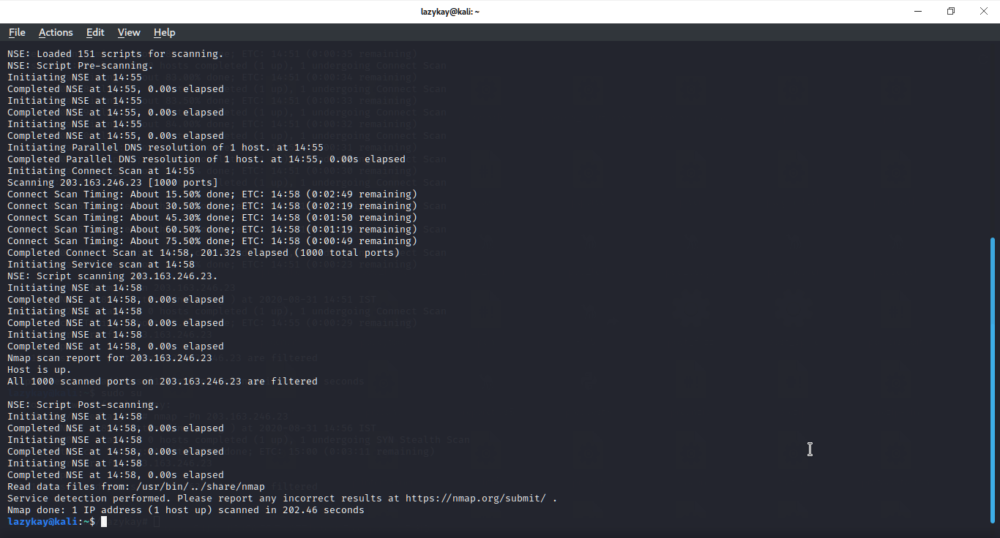 lazykay@kali: ~
File Actions Edit View Help
NSE: Loaded 151 scripts for scanning.
NSE: Script Pre-scanning.
Initiating NSE at 14:55
Completed NSE at 14:55, 0.00s elapsed
Initiating NSE at 14:55
Completed NSE at 14:55, 0.00s elapsed
Initiating NSE at 14:55
Completed NSE at 14:55, 0.00s elapsed
Initiating Parallel DNS resolution of 1 host. at 14:55
Completed Parallel DNS resolution of 1 host. at 14:55, 0.00s elapsed
Initiating Connect Scan at 14:55
Scanning 203.163.246.23 [1000 ports]
Connect Scan Timing: About 15.50% done; ETC: 14:58 (0:02:49 remaining)
Connect Scan Timing: About 30.50% done; ETC: 14:58 (0:02:19 remaining)
Connect Scan Timing: About 45.30% done; ETC: 14:58 (0:01:50 remaining)
Connect Scan Timing: About 60.50% done; ETC: 14:58 (0:01:19 remaining)
Connect Scan Timing: About 75.50% done; ETC: 14:58 (0:00:49 remaining)
Completed Connect Scan at 14:58, 201.32s elapsed (1000 total ports)
Initiating Service scan at 14:58
NSE: Script scanning 203.163.246.23.
Initiating NSE at 14:58
Completed NSE at 14:58, 0.00s elapsed
Initiating NSE at 14:58
Completed NSE at 14:58, 0.00s elapsed
Initiating NSE at 14:58
Completed NSE at 14:58, 0.00s elapsed
Nmap scan report for 203.163.246.23
Host is up.
All 1000 scanned ports on 203.163.246.23 are filtered
NSE: Script Post-scanning.
Initiating NSE at 14:58
Completed NSE at 14:58, 0.00s elapsed
Initiating NSE at 14:58
Completed NSE at 14:58, 0.00s elapsed
Initiating NSE at 14:58
Completed NSE at 14:58, 0.00s elapsed
Read data files from: /usr/bin/../share/nmap
Service detection performed. Please report any incorrect results at https://nmap.org/submit/ .
Nmap done: 1 IP address (1 host up) scanned in 202.46 seconds
lazykay@kali:~$